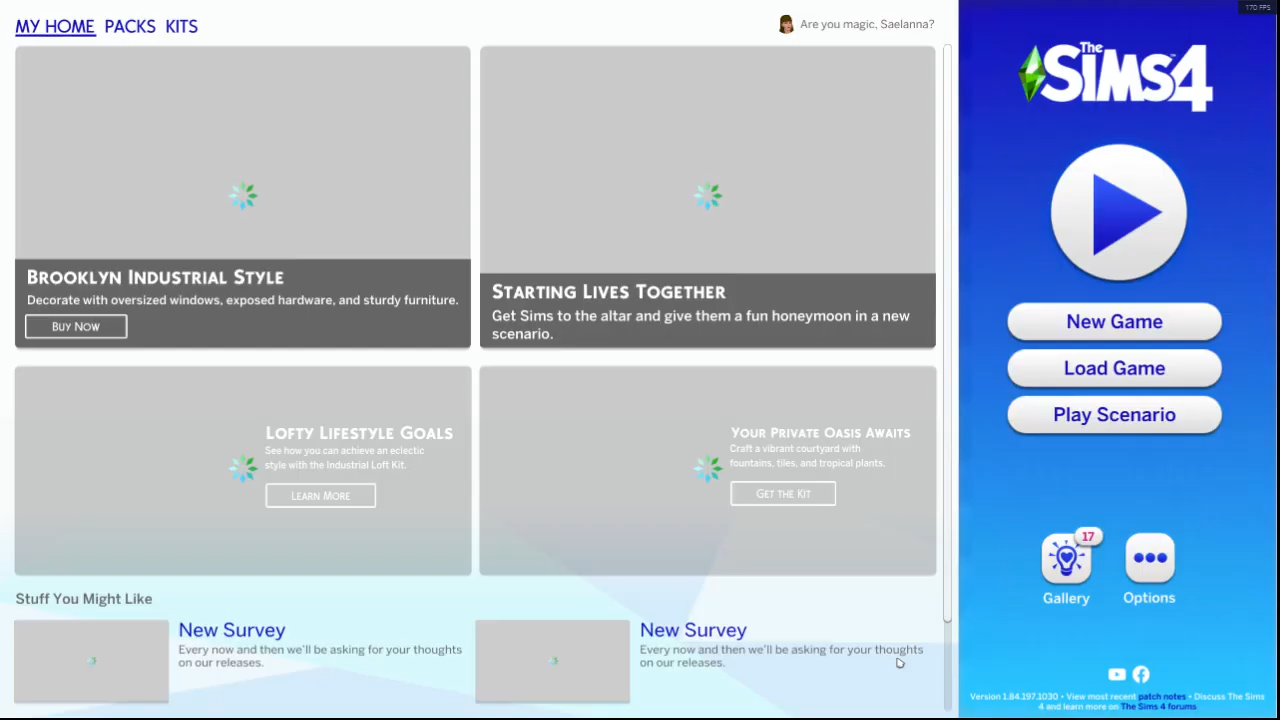 170 FPS
MY HOME PACKS KITS
Are you magic, Saelanna?
BROOKLYN INDUSTRIAL STYLE
Decorate with oversized windows, exposed hardware, and sturdy furniture.
BUY NOW
STARTING LIVES TOGETHER
Get Sims to the altar and give them a fun honeymoon in a new
scenario.
LOFTY LIFESTYLE GOALS
See how you can achieve an eclectic
style with the Industrial Loft Kit.
LEARN MORE
YOUR PRIVATE OASIS AWAITS
Craft a vibrant courtyard with
fountains, tiles, and tropical plants.
GET THE KIT
Stuff You Might Like
New Survey
Every now and then we'll be asking for your thoughts
on our releases.
New Survey
Every now and then we'll be asking for your thoughts
on our releases.
The
SiMS4
New Game
Load Game
Play Scenario
17
Gallery
Options
Version 1.84.197.1030 • View most recent patch notes • Discuss The Sims
4 and learn more on The Sims 4 forums